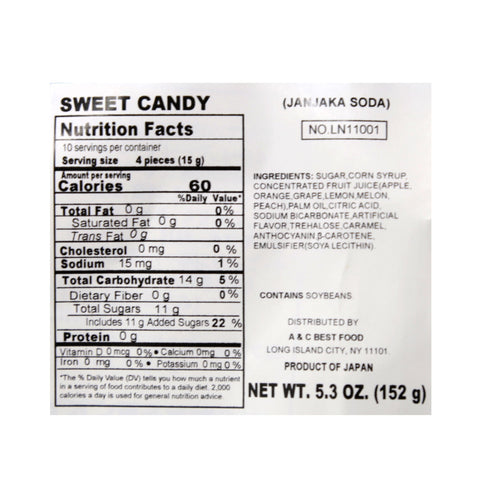 SWEET CANDY
Nutrition Facts
10 servings per container
Serving size 4 pieces (15 g)
Amount per serving
Calories 60
%Daily Value*
Total Fat 0 g 0%
Saturated Fat 0 g 0%
Trans Fat 0 g
Cholesterol 0 mg 0%
Sodium 15 mg 1%
Total Carbohydrate 14 g 5%
Dietary Fiber 0 g 0%
Total Sugars 11 g
Includes 11 g Added Sugars 22 %
Protein 0 g
Vitamin D 0 mcg 0% • Calcium 0mg 0 %
Iron 0 mg 0% • Potassium 0 mg 0 %
*The % Daily Value (DV) tells you how much a nutrient
in a serving of food contributes to a daily diet. 2,000
calories a day is used for general nutrition advice.
(JANJAKA SODA)
NO.LN11001
INGREDIENTS: SUGAR,CORN SYRUP,
CONCENTRATED FRUIT JUICE(APPLE,
ORANGE,GRAPE,LEMON,MELON,
PEACH),PALM OIL,CITRIC ACID,
SODIUM BICARBONATE,ARTIFICIAL
FLAVOR,TREHALOSE,CARAMEL,
ANTHOCYANIN β-CAROTENE,
EMULSIFIER(SOYA LECITHIN).
CONTAINS SOYBEANS.
DISTRIBUTED BY
A & C BEST FOOD
LONG ISLAND CITY, NY 11101
PRODUCT OF JAPAN
NET WT. 5.3 OZ. (152 g)